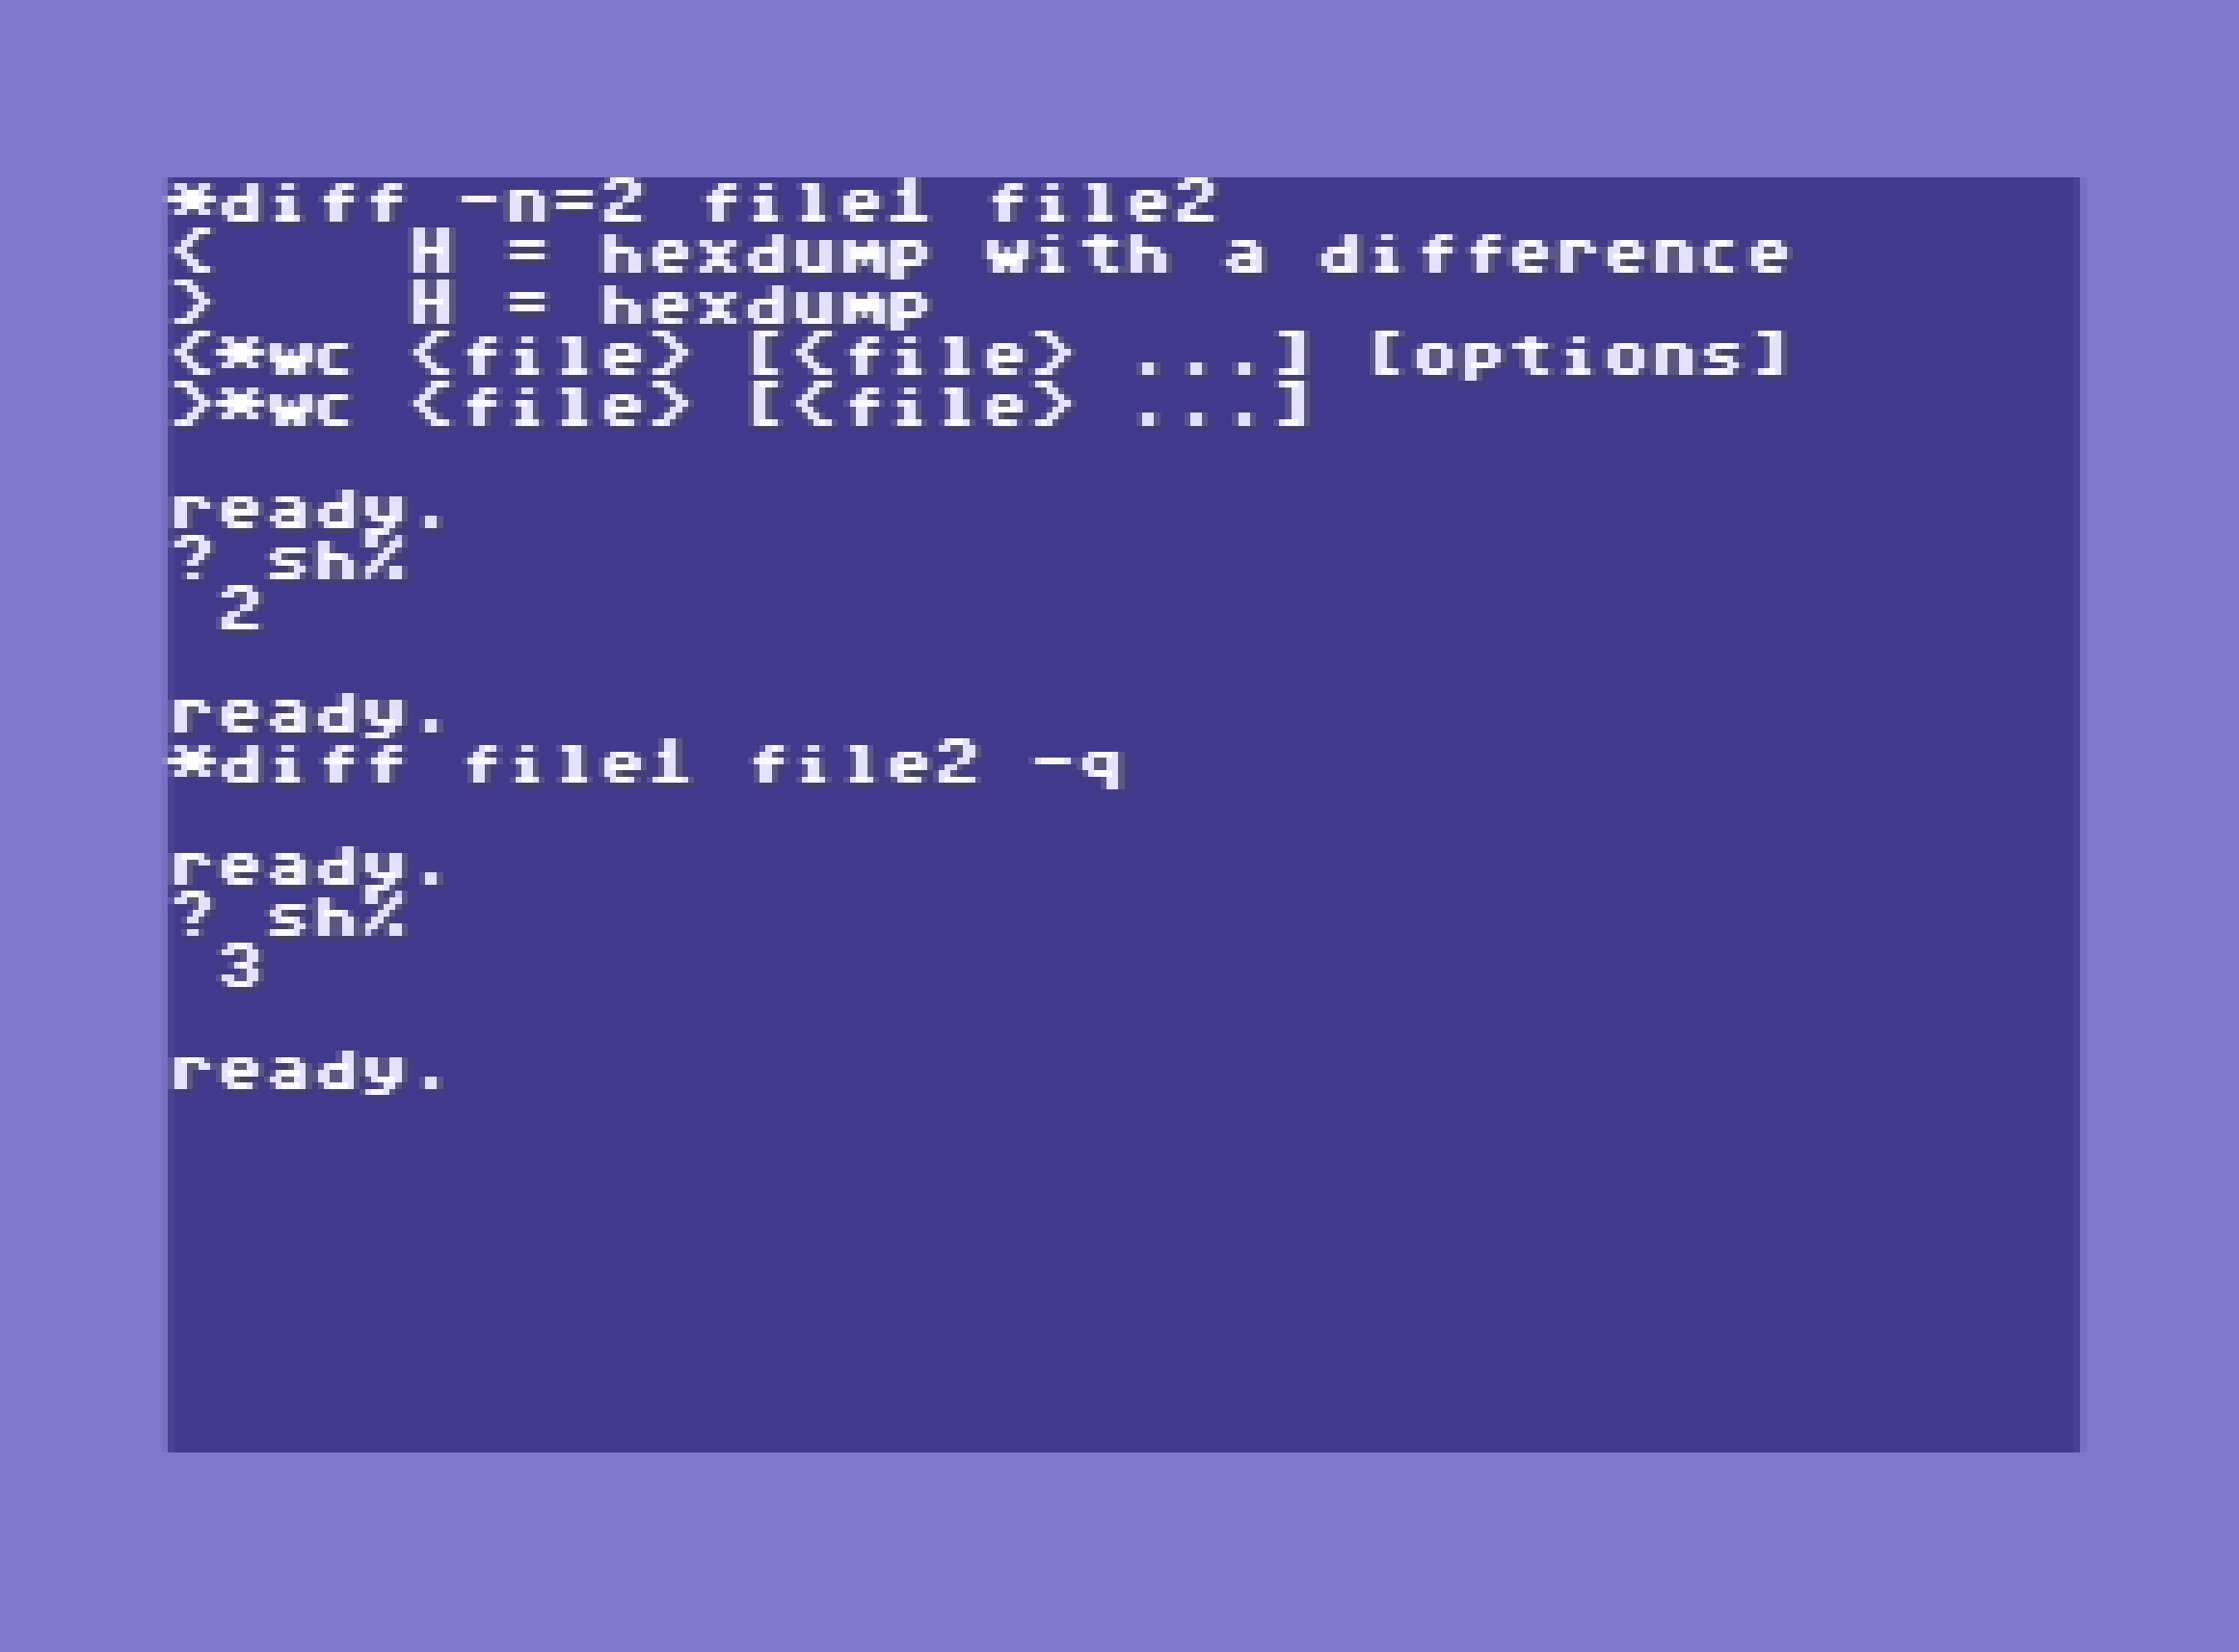 *diff -n=2 file1 file2
<    H = hexdump with a difference
>    H = hexdump
<*wc <file> [<file> ...] [options]
>*wc <file> [<file> ...]
ready.
? sh%
 2
ready.
*diff file1 file2 -q
ready.
? sh%
 3
ready.